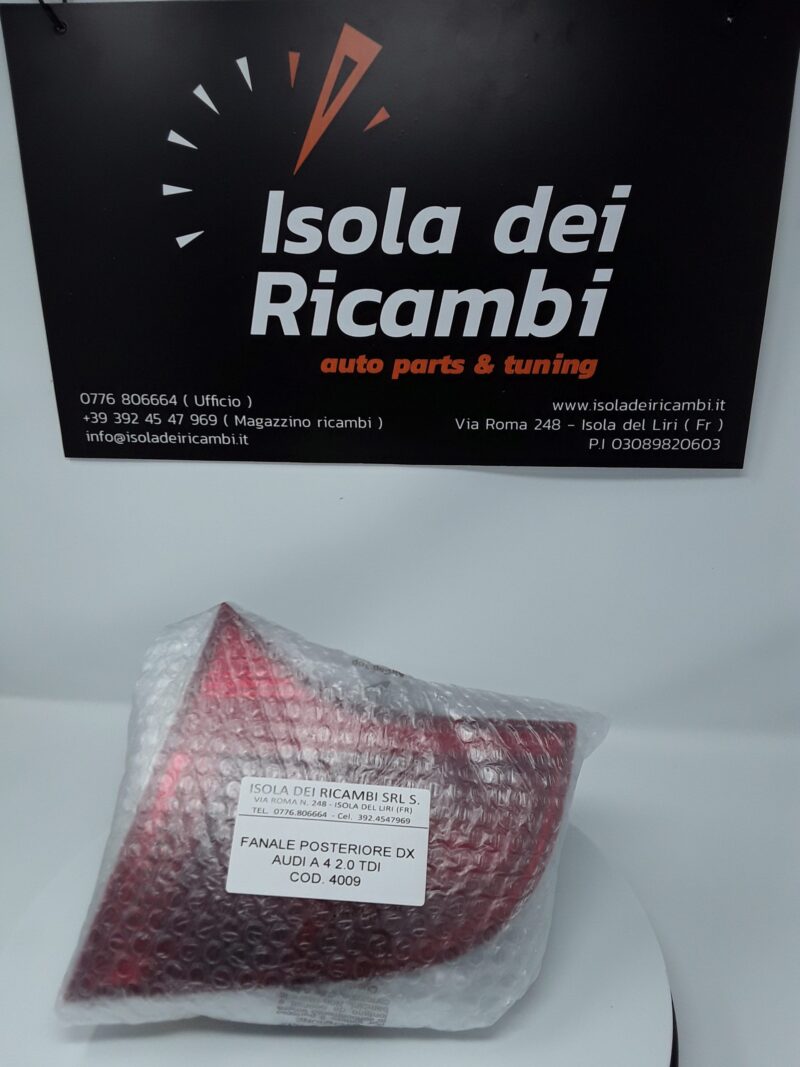 Isola dei
Ricambi
auto parts & tuning
0776 806664 ( Ufficio )
+39 392 45 47 969 ( Magazzino ricambi )
info@isoladeiricambi.it
www.isoladeiricambi.it
Via Roma 248 - Isola del Liri ( Fr )
P.I 03089820603
ISOLA DEI RICAMBI SRL S.
VIA ROMA N. 248 - ISOLA DEL LIRI (FR)
TEL. 0776.806664 - Cel. 392.4547969
FANALE POSTERIORE DX
AUDI A 4 2.0 TDI
COD. 4009